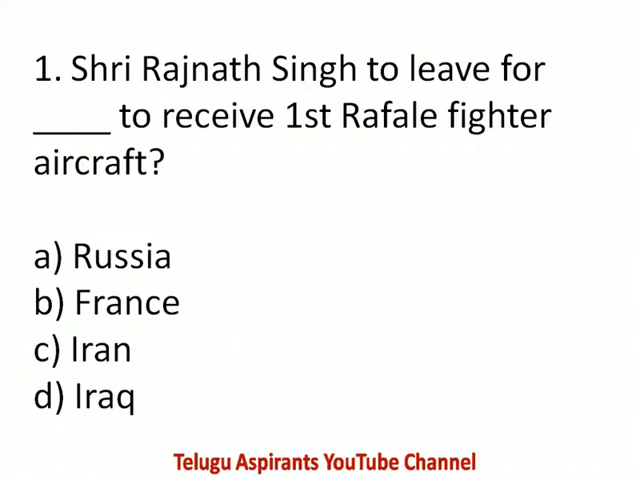 1. Shri Rajnath Singh to leave for
____ to receive 1st Rafale fighter
aircraft?
a) Russia
b) France
c) Iran
d) Iraq
Telugu Aspirants YouTube Channel